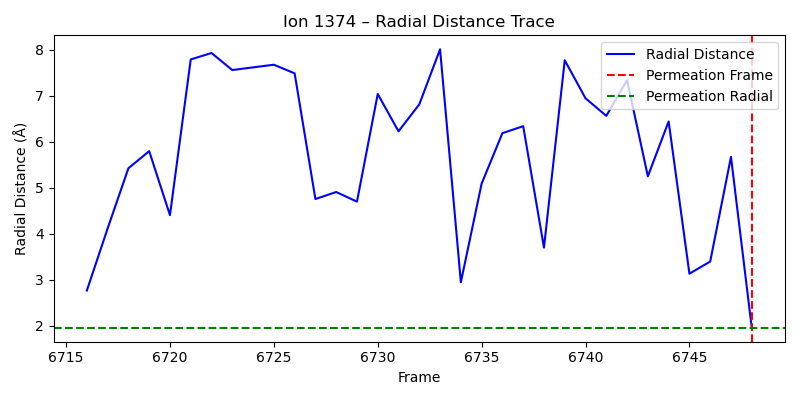 Ion 1374 – Radial Distance Trace
Radial Distance
Permeation Frame
Permeation Radial
Radial Distance (Å)
8
7
6
5
4
3
2
6715 6720 6725 6730 6735 6740 6745
Frame